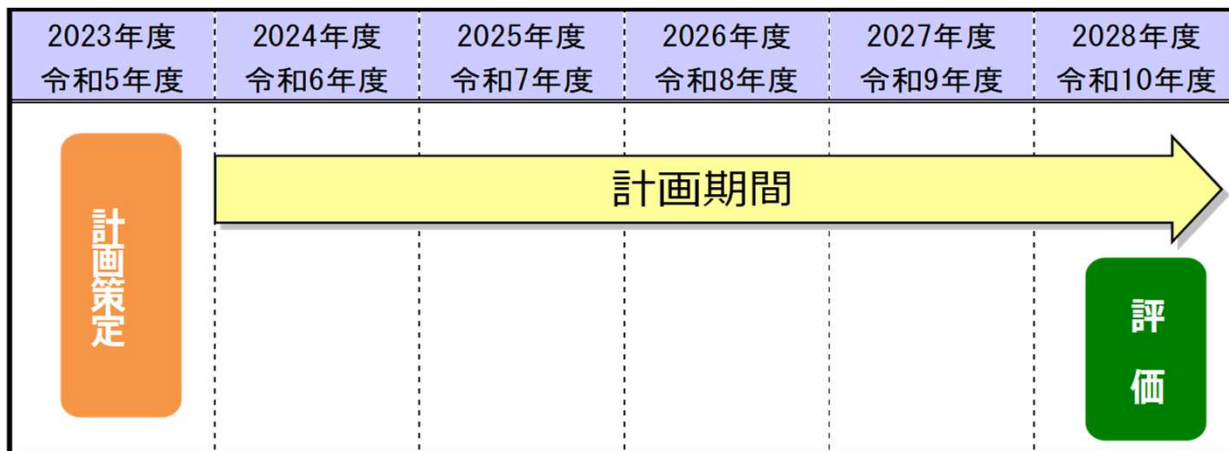 2023年度
令和5年度
2024年度
令和6年度
2025年度
令和7年度
2026年度
令和8年度
2027年度
令和9年度
2028年度
令和10年度
計画策定
計画期間
評価